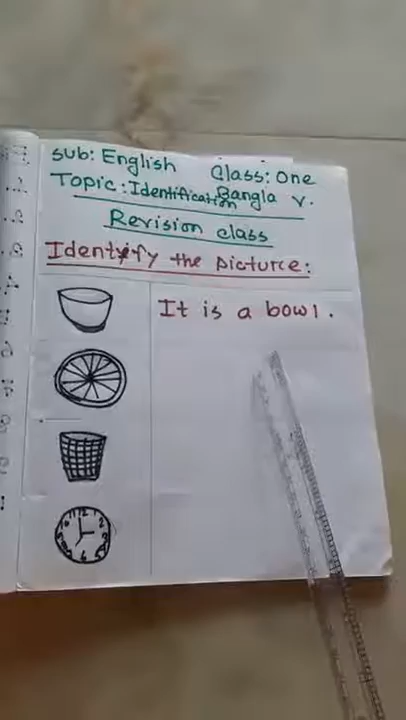 Sub: English Class: One
Topic: Identification Bangla v.
Revision class
Identify the picture:
It is a bowl.